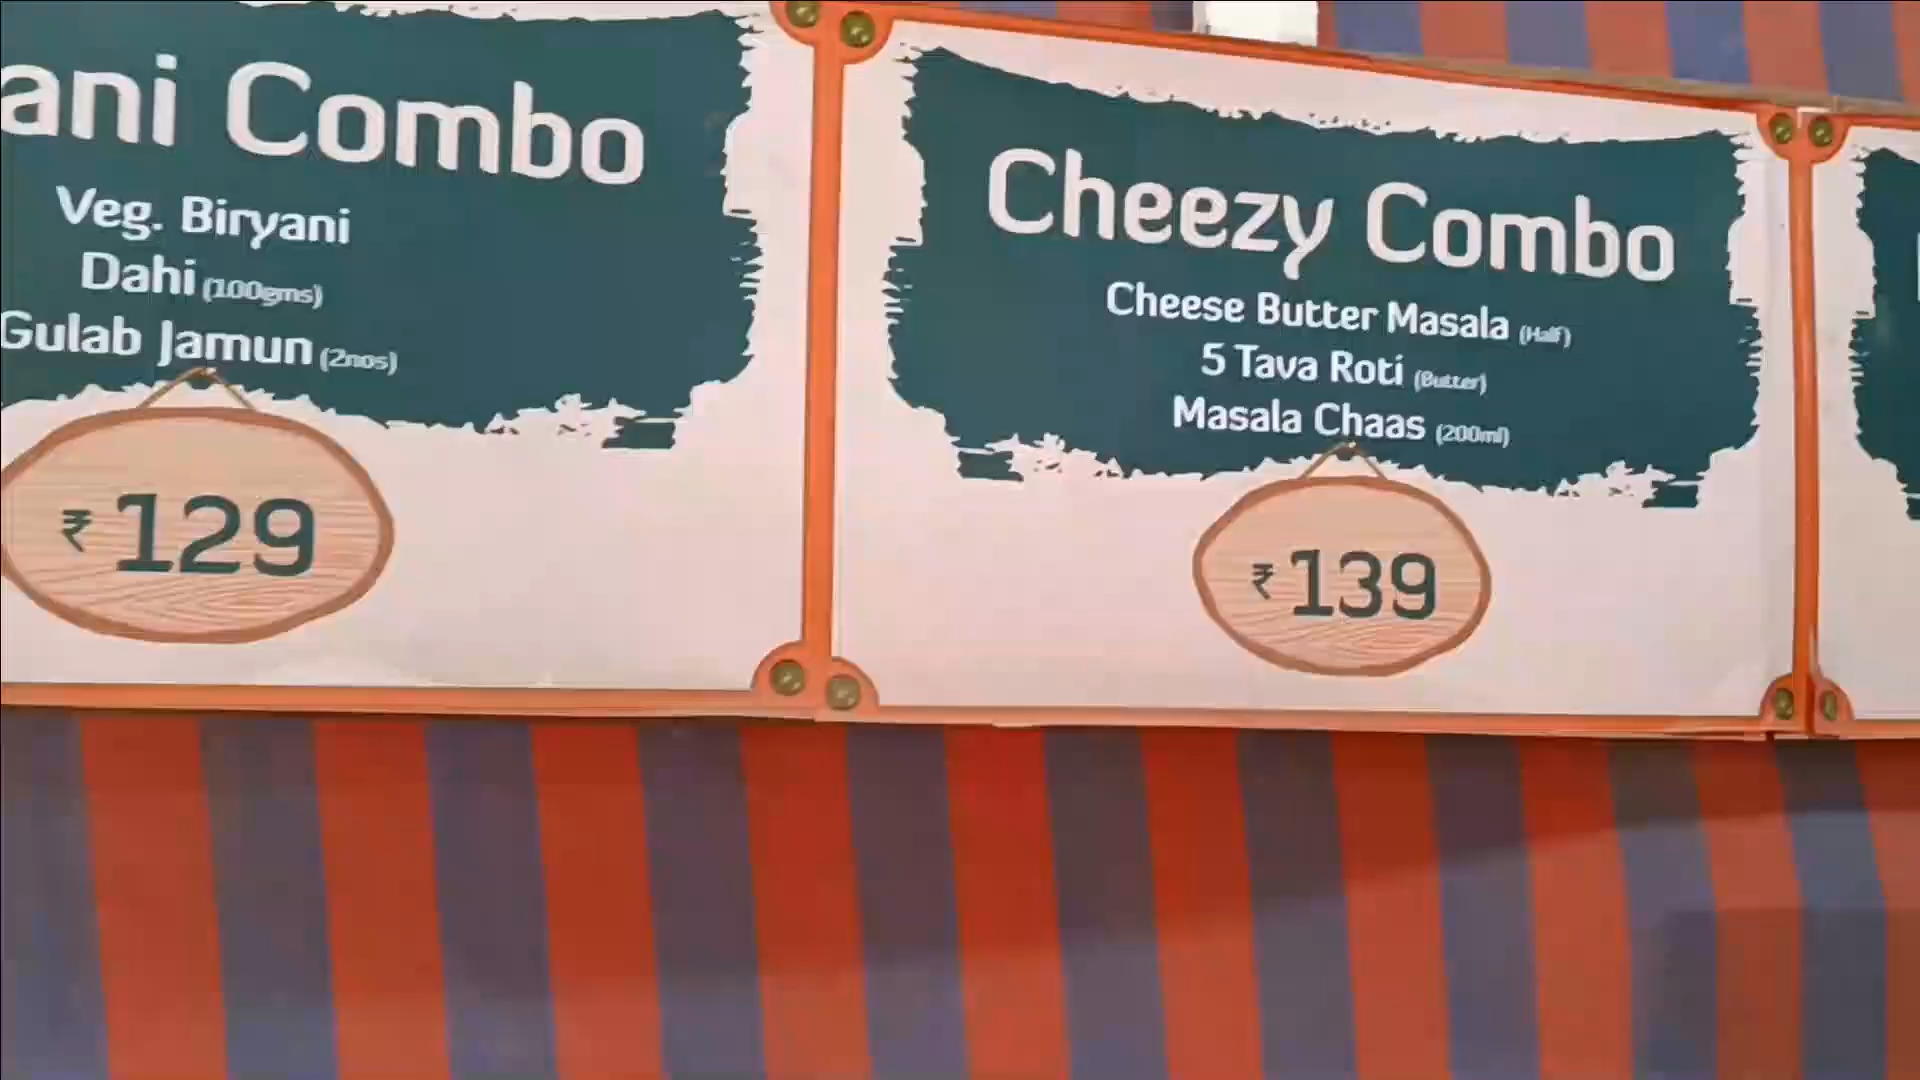 ani Combo
Veg. Biryani
Dahi (100gms)
Gulab Jamun (2nos)
₹ 129
Cheezy Combo
Cheese Butter Masala (Half)
5 Tava Roti (Butter)
Masala Chaas (200ml)
₹ 139